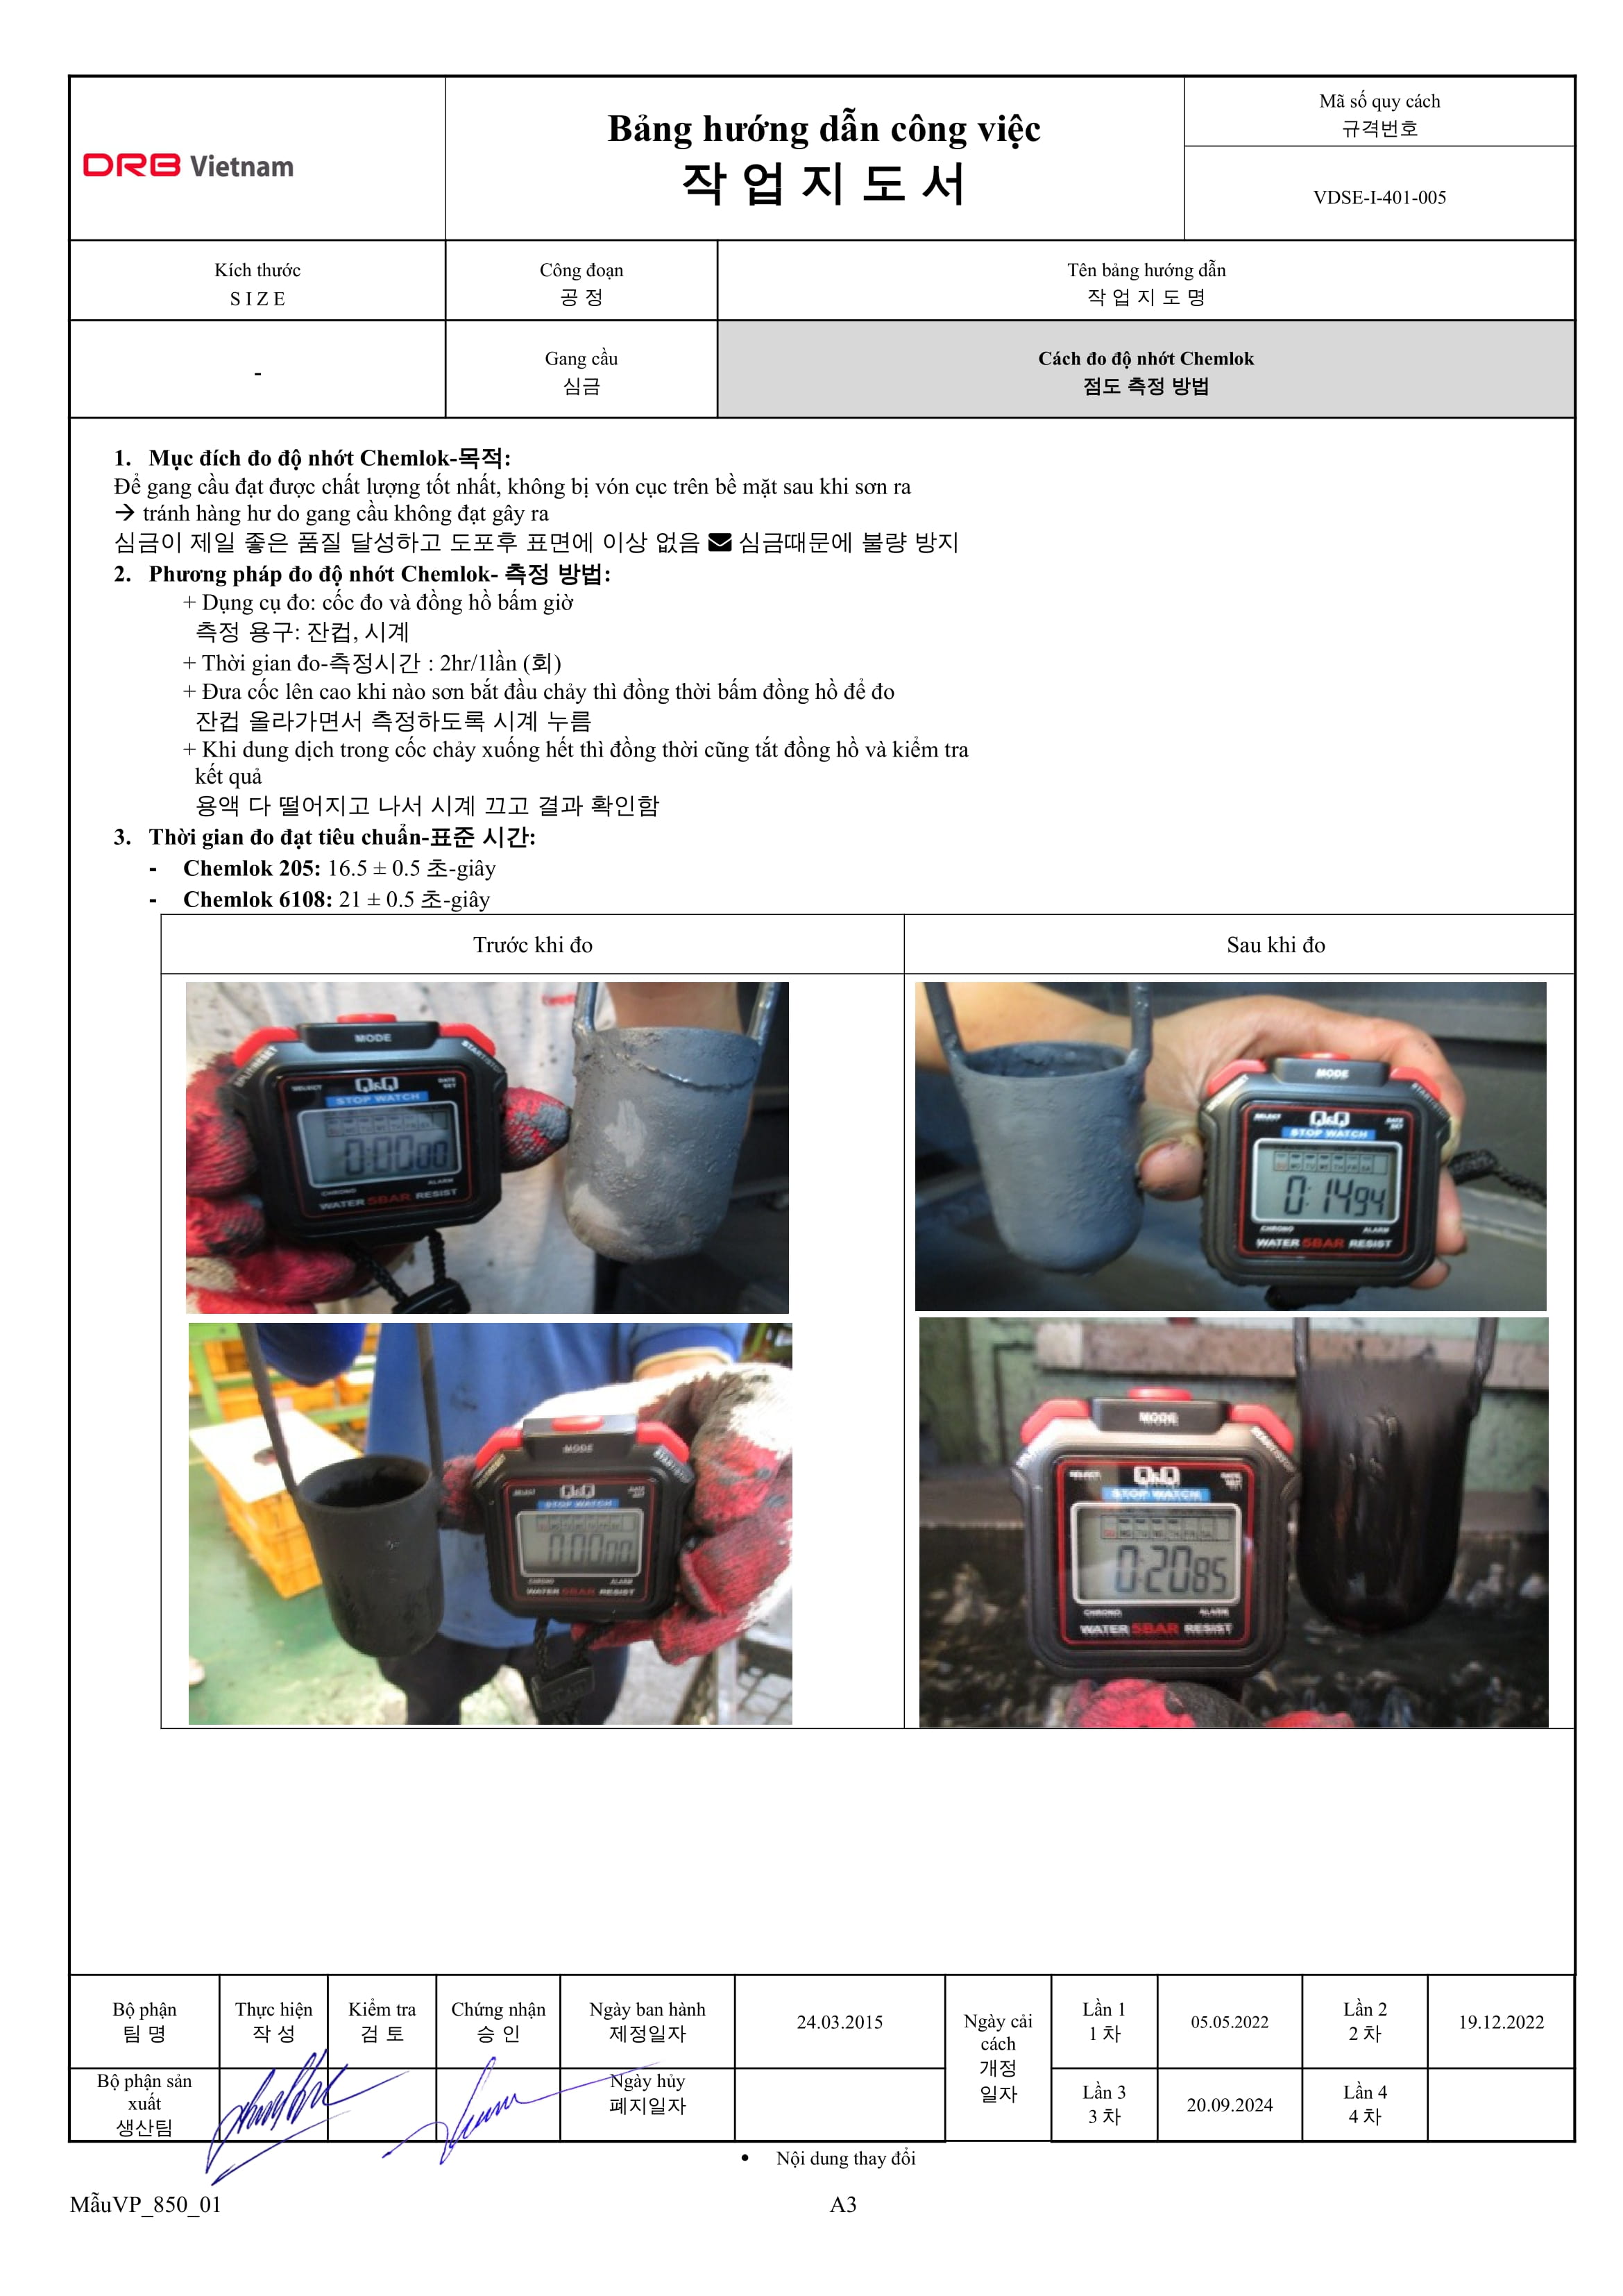 DRB Vietnam
Bảng hướng dẫn công việc
작 업 지 도 서
Mã số quy cách
규격번호
VDSE-I-401-005
Kích thước
S I Z E
Công đoạn
공 정
Tên bảng hướng dẫn
작 업 지 도 명
-
Gang cầu
심금
Cách đo độ nhớt Chemlok
점도 측정 방법
1. Mục đích đo độ nhớt Chemlok-목적:
Để gang cầu đạt được chất lượng tốt nhất, không bị vón cục trên bề mặt sau khi sơn ra
→ tránh hàng hư do gang cầu không đạt gây ra
심금이 제일 좋은 품질 달성하고 도포후 표면에 이상 없음 심금때문에 불량 방지
2. Phương pháp đo độ nhớt Chemlok- 측정 방법:
+ Dụng cụ đo: cốc đo và đồng hồ bấm giờ
측정 용구: 잔컵, 시계
+ Thời gian đo-측정시간 : 2hr/1lần (회)
+ Đưa cốc lên cao khi nào sơn bắt đầu chảy thì đồng thời bấm đồng hồ để đo
잔컵 올라가면서 측정하도록 시계 누름
+ Khi dung dịch trong cốc chảy xuống hết thì đồng thời cũng tắt đồng hồ và kiểm tra
kết quả
용액 다 떨어지고 나서 시계 끄고 결과 확인함
3. Thời gian đo đạt tiêu chuẩn-표준 시간:
- Chemlok 205: 16.5 ± 0.5 초-giây
- Chemlok 6108: 21 ± 0.5 초-giây
Trước khi đo
Sau khi đo
MODE
SELECT
Q&Q
DATE SET
STOP WATCH
0:00 00
CHRONO
ALARM
WATER 5BAR RESIST
MODE
SELECT
Q&Q
DATE SET
STOP WATCH
0:14 94
CHRONO
ALARM
WATER 5BAR RESIST
MODE
SELECT
Q&Q
DATE SET
STOP WATCH
0:00 00
CHRONO
ALARM
WATER 5BAR RESIST
MODE
SELECT
Q&Q
DATE SET
STOP WATCH
0:20 85
CHRONO
ALARM
WATER 5BAR RESIST
Bộ phận
팀 명
Thực hiện
작 성
Kiểm tra
검 토
Chứng nhận
승 인
Ngày ban hành
제정일자
24.03.2015
Ngày cải
cách
개정
일자
Lần 1
1 차
05.05.2022
Lần 2
2 차
19.12.2022
Bộ phận sản
xuất
생산팀
Ngày hủy
폐지일자
Lần 3
3 차
20.09.2024
Lần 4
4 차
• Nội dung thay đổi
MẫuVP_850_01
A3